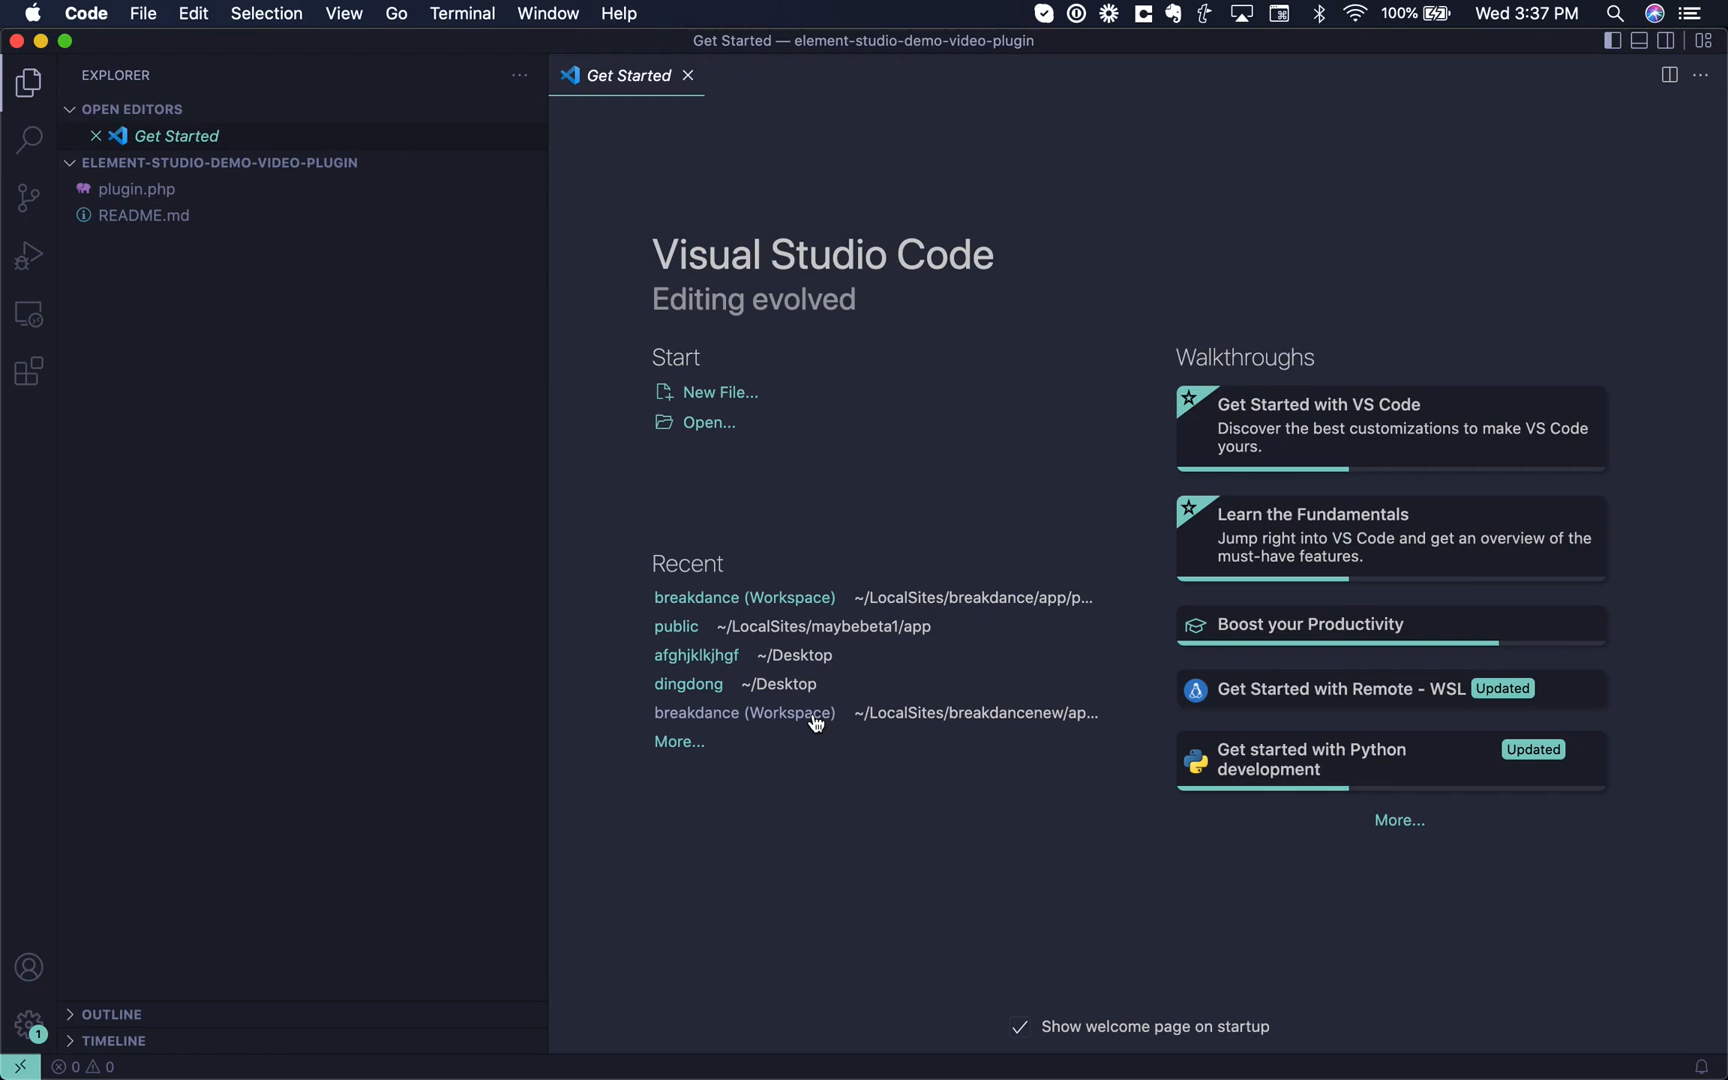 Code File Edit Selection View Go Terminal Window Help 100% Wed 3:37 PM
Get Started — element-studio-demo-video-plugin
EXPLORER
Get Started
OPEN EDITORS
Get Started
ELEMENT-STUDIO-DEMO-VIDEO-PLUGIN
plugin.php
README.md
Visual Studio Code
Editing evolved
Start
New File...
Open...
Recent
breakdance (Workspace) ~/LocalSites/breakdance/app/p...
public ~/LocalSites/maybebeta1/app
afghjklkjhgf ~/Desktop
dingdong ~/Desktop
breakdance (Workspace) ~/LocalSites/breakdancenew/ap...
More...
Walkthroughs
Get Started with VS Code
Discover the best customizations to make VS Code
yours.
Learn the Fundamentals
Jump right into VS Code and get an overview of the
must-have features.
Boost your Productivity
Get Started with Remote - WSL Updated
Get started with Python Updated
development
More...
Show welcome page on startup
1
OUTLINE
TIMELINE
0 0